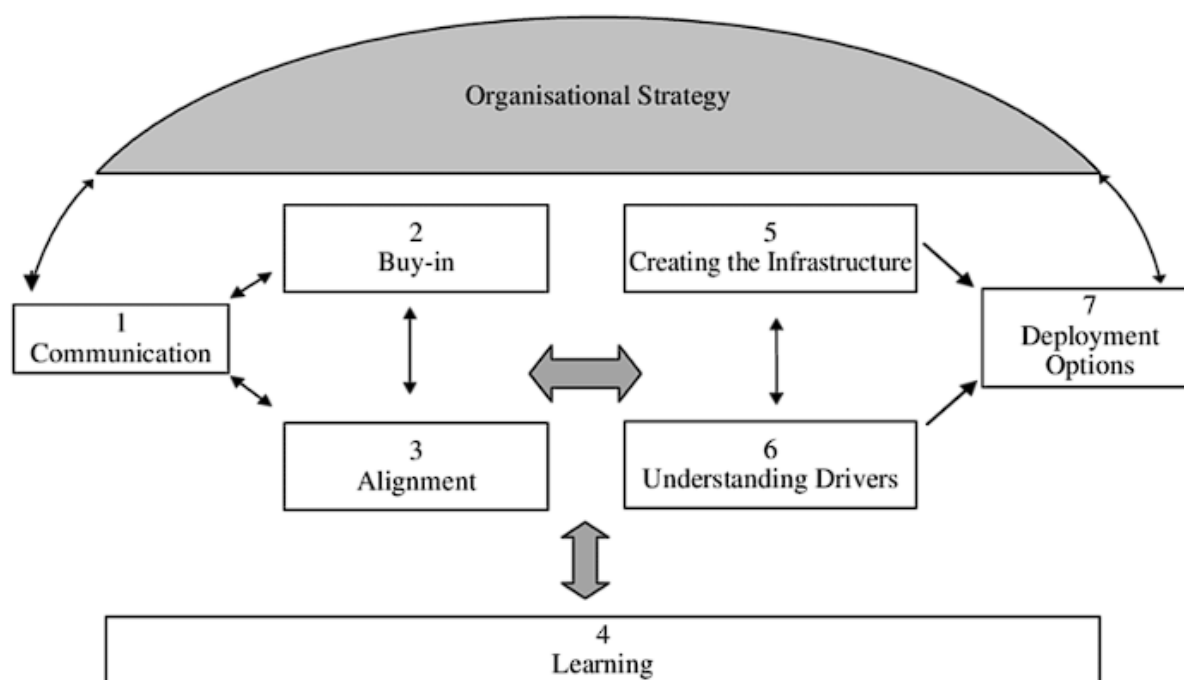 Organisational Strategy
1
Communication
2
Buy-in
3
Alignment
5
Creating the Infrastructure
6
Understanding Drivers
7
Deployment
Options
4
Learning